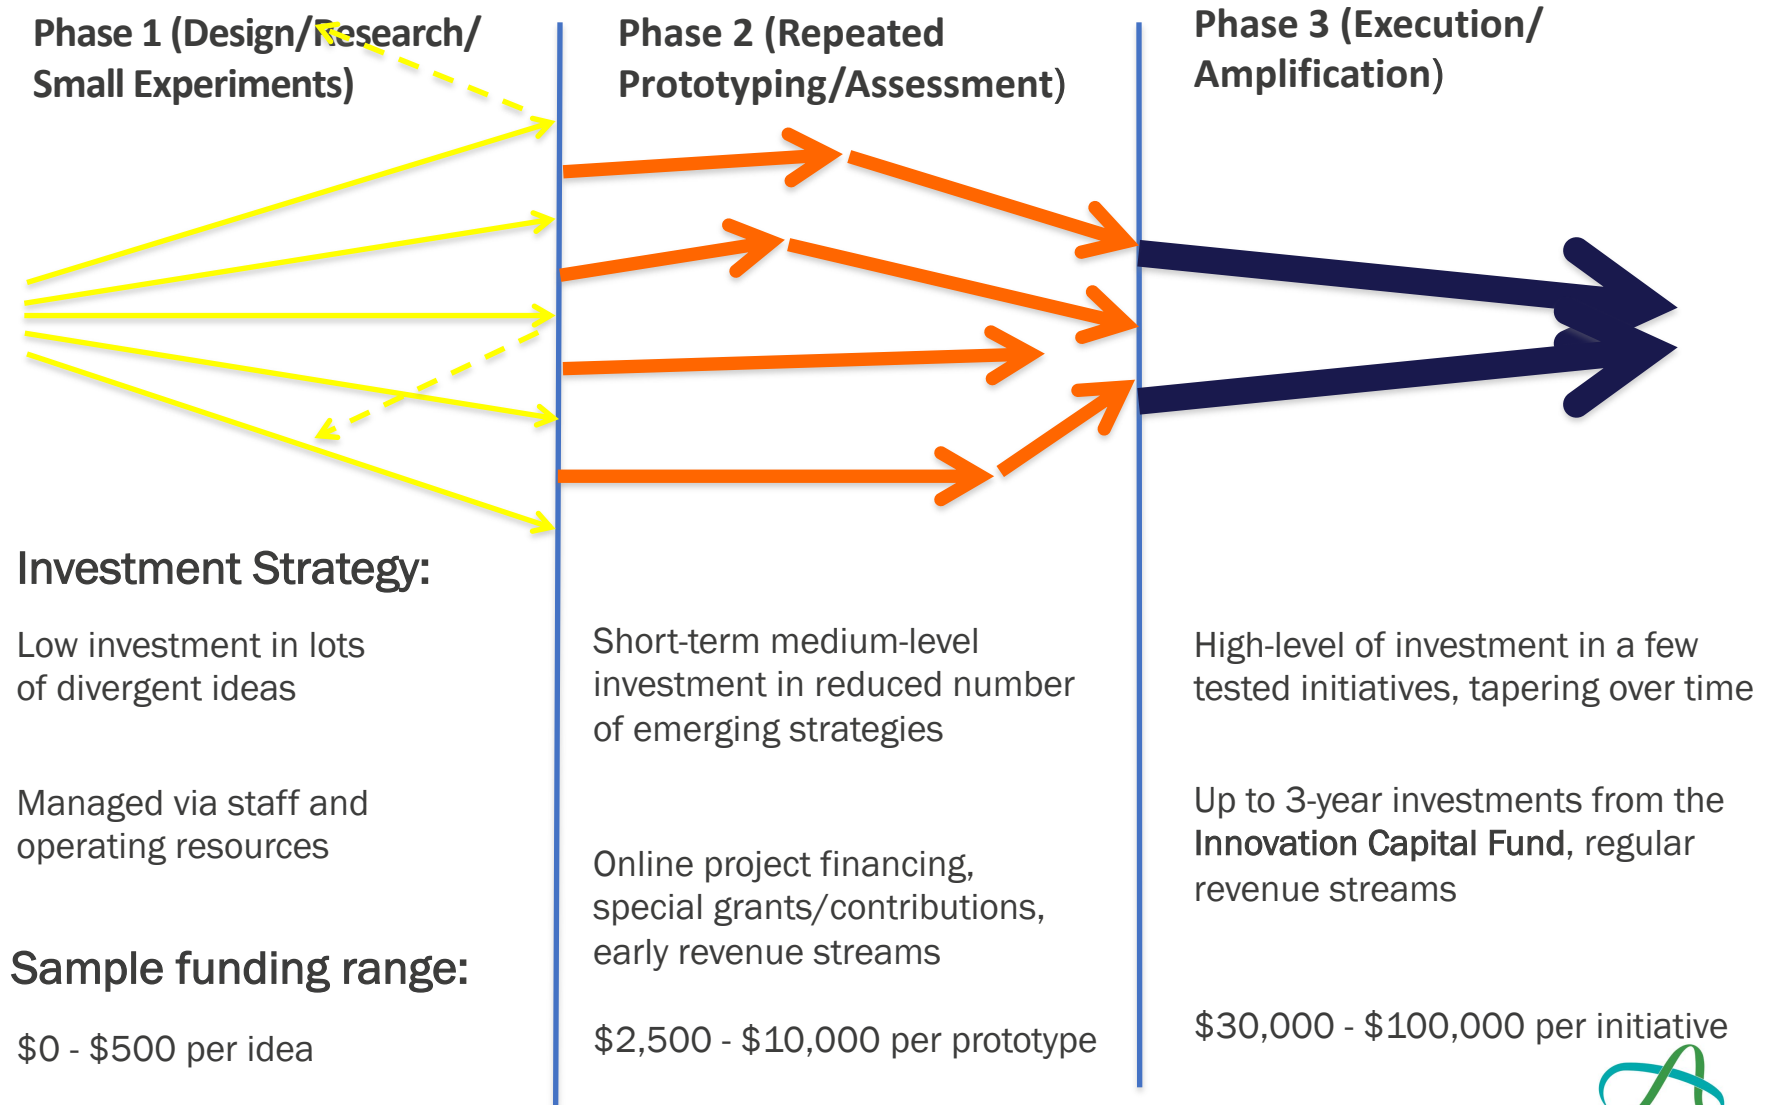 Phase 1 (Design/Research/
Small Experiments)
Phase 2 (Repeated
Prototyping/Assessment)
Phase 3 (Execution/
Amplification)
Investment Strategy:
Low investment in lots
of divergent ideas
Managed via staff and
operating resources
Sample funding range:
$0 - $500 per idea
Short-term medium-level
investment in reduced number
of emerging strategies
Online project financing,
special grants/contributions,
early revenue streams
$2,500 - $10,000 per prototype
High-level of investment in a few
tested initiatives, tapering over time
Up to 3-year investments from the
Innovation Capital Fund, regular
revenue streams
$30,000 - $100,000 per initiative